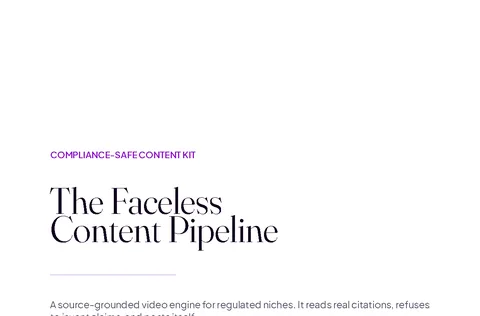 COMPLIANCE-SAFE CONTENT KIT
The Faceless
Content Pipeline
A source-grounded video engine for regulated niches. It reads real citations, refuses